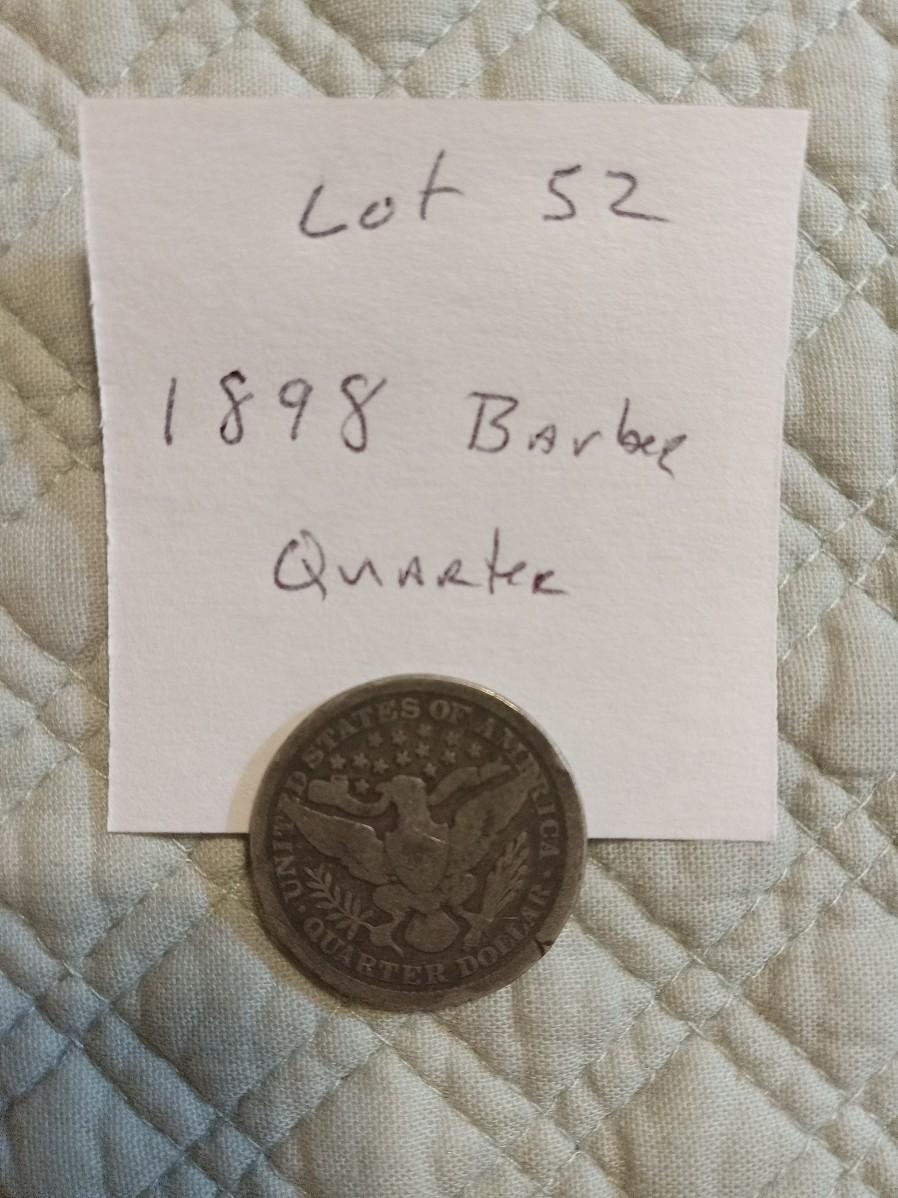 Lot 52
1898 Barber
Quarter
UNITED STATES OF AMERICA
QUARTER DOLLAR